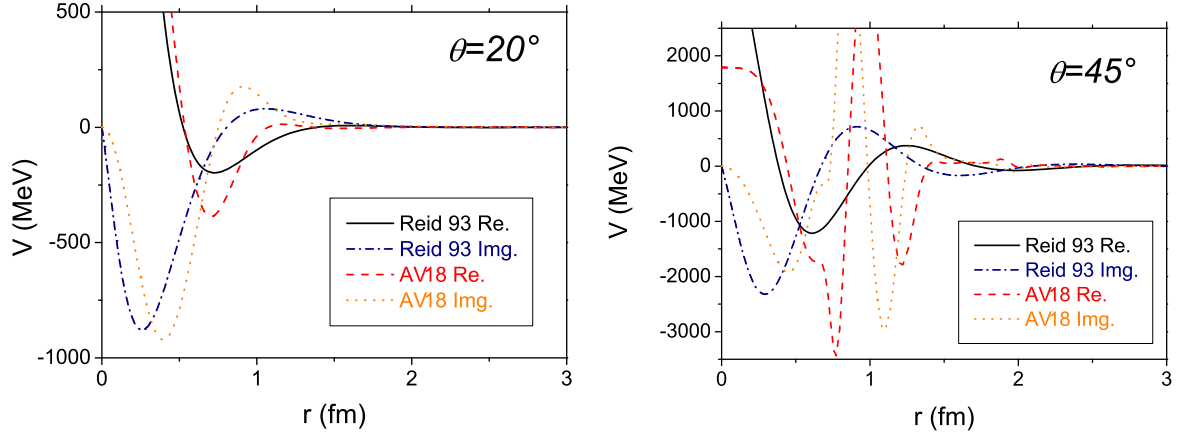 500
0
-500
-1000
V (MeV)
θ=20°
Reid 93 Re.
Reid 93 Img.
AV18 Re.
AV18 Img.
0
1
2
3
r (fm)
2000
1000
0
-1000
-2000
-3000
V (MeV)
θ=45°
Reid 93 Re.
Reid 93 Img.
AV18 Re.
AV18 Img.
0
1
2
3
r (fm)